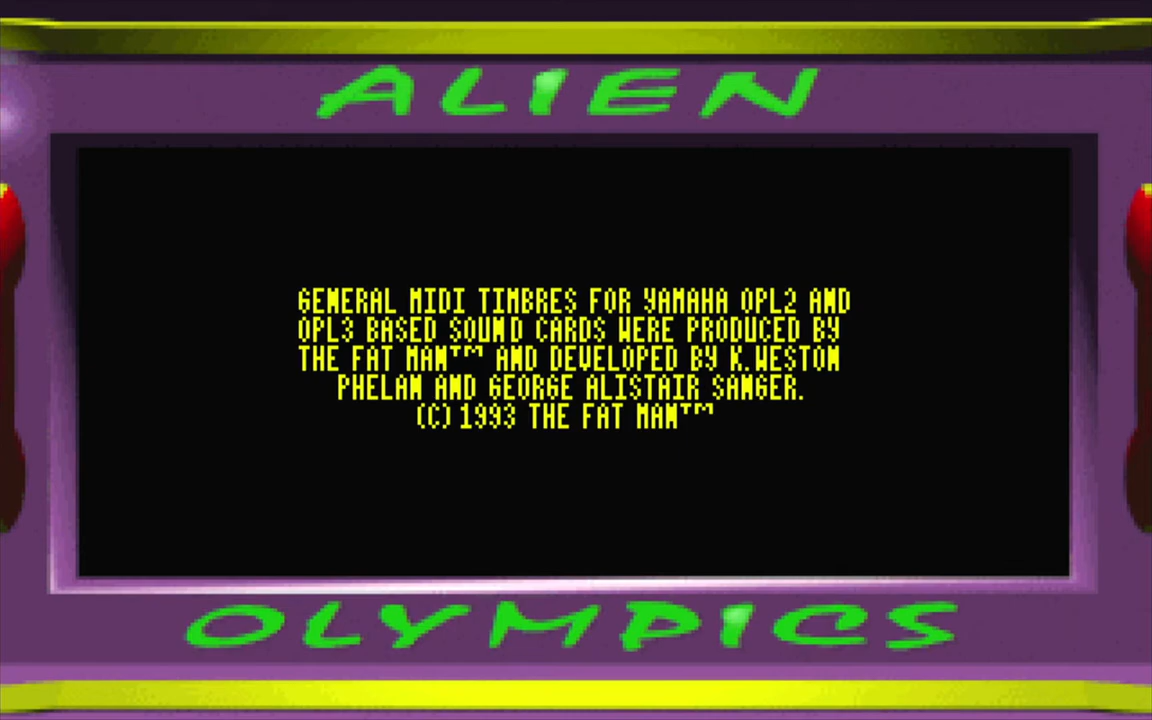 ALIEN
GENERAL MIDI TIMBRES FOR YAMAHA OPL2 AND
OPL3 BASED SOUND CARDS WERE PRODUCED BY
THE FAT MAN™ AND DEVELOPED BY K.WESTON
PHELAN AND GEORGE ALISTAIR SANGER.
(C)1993 THE FAT MAN™
OLYMPICS